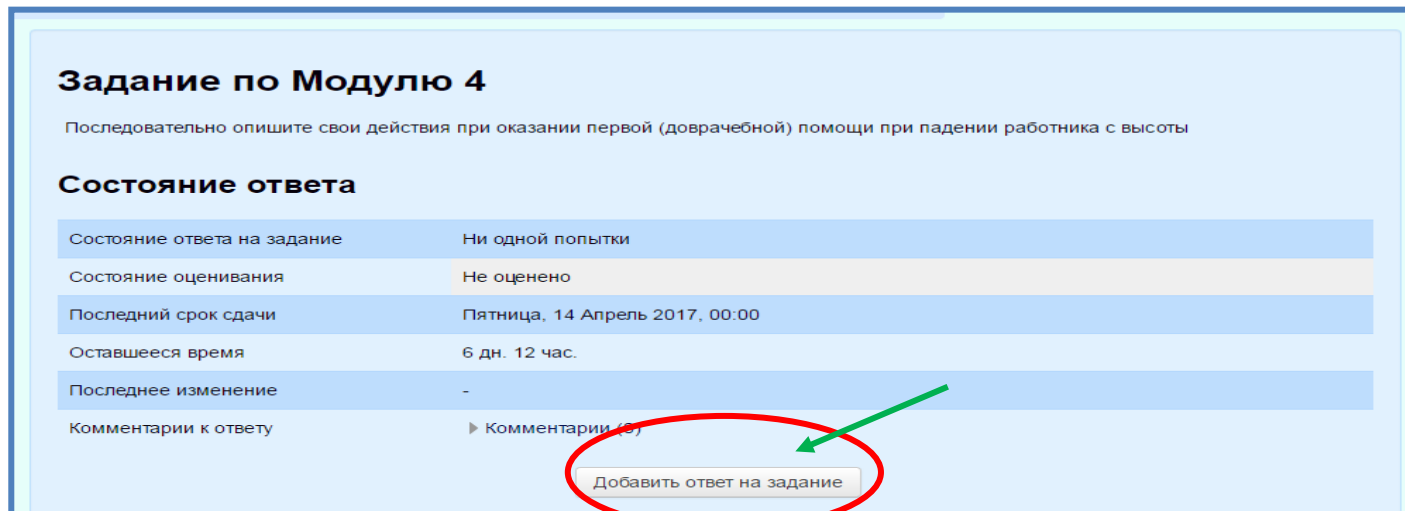 Задание по Модулю 4
Последовательно опишите свои действия при оказании первой (доврачебной) помощи при падении работника с высоты
Состояние ответа
Состояние ответа на задание Ни одной попытки
Состояние оценивания Не оценено
Последний срок сдачи Пятница, 14 Апрель 2017, 00:00
Оставшееся время 6 дн. 12 час.
Последнее изменение -
Комментарии к ответу Комментарии
Добавить ответ на задание